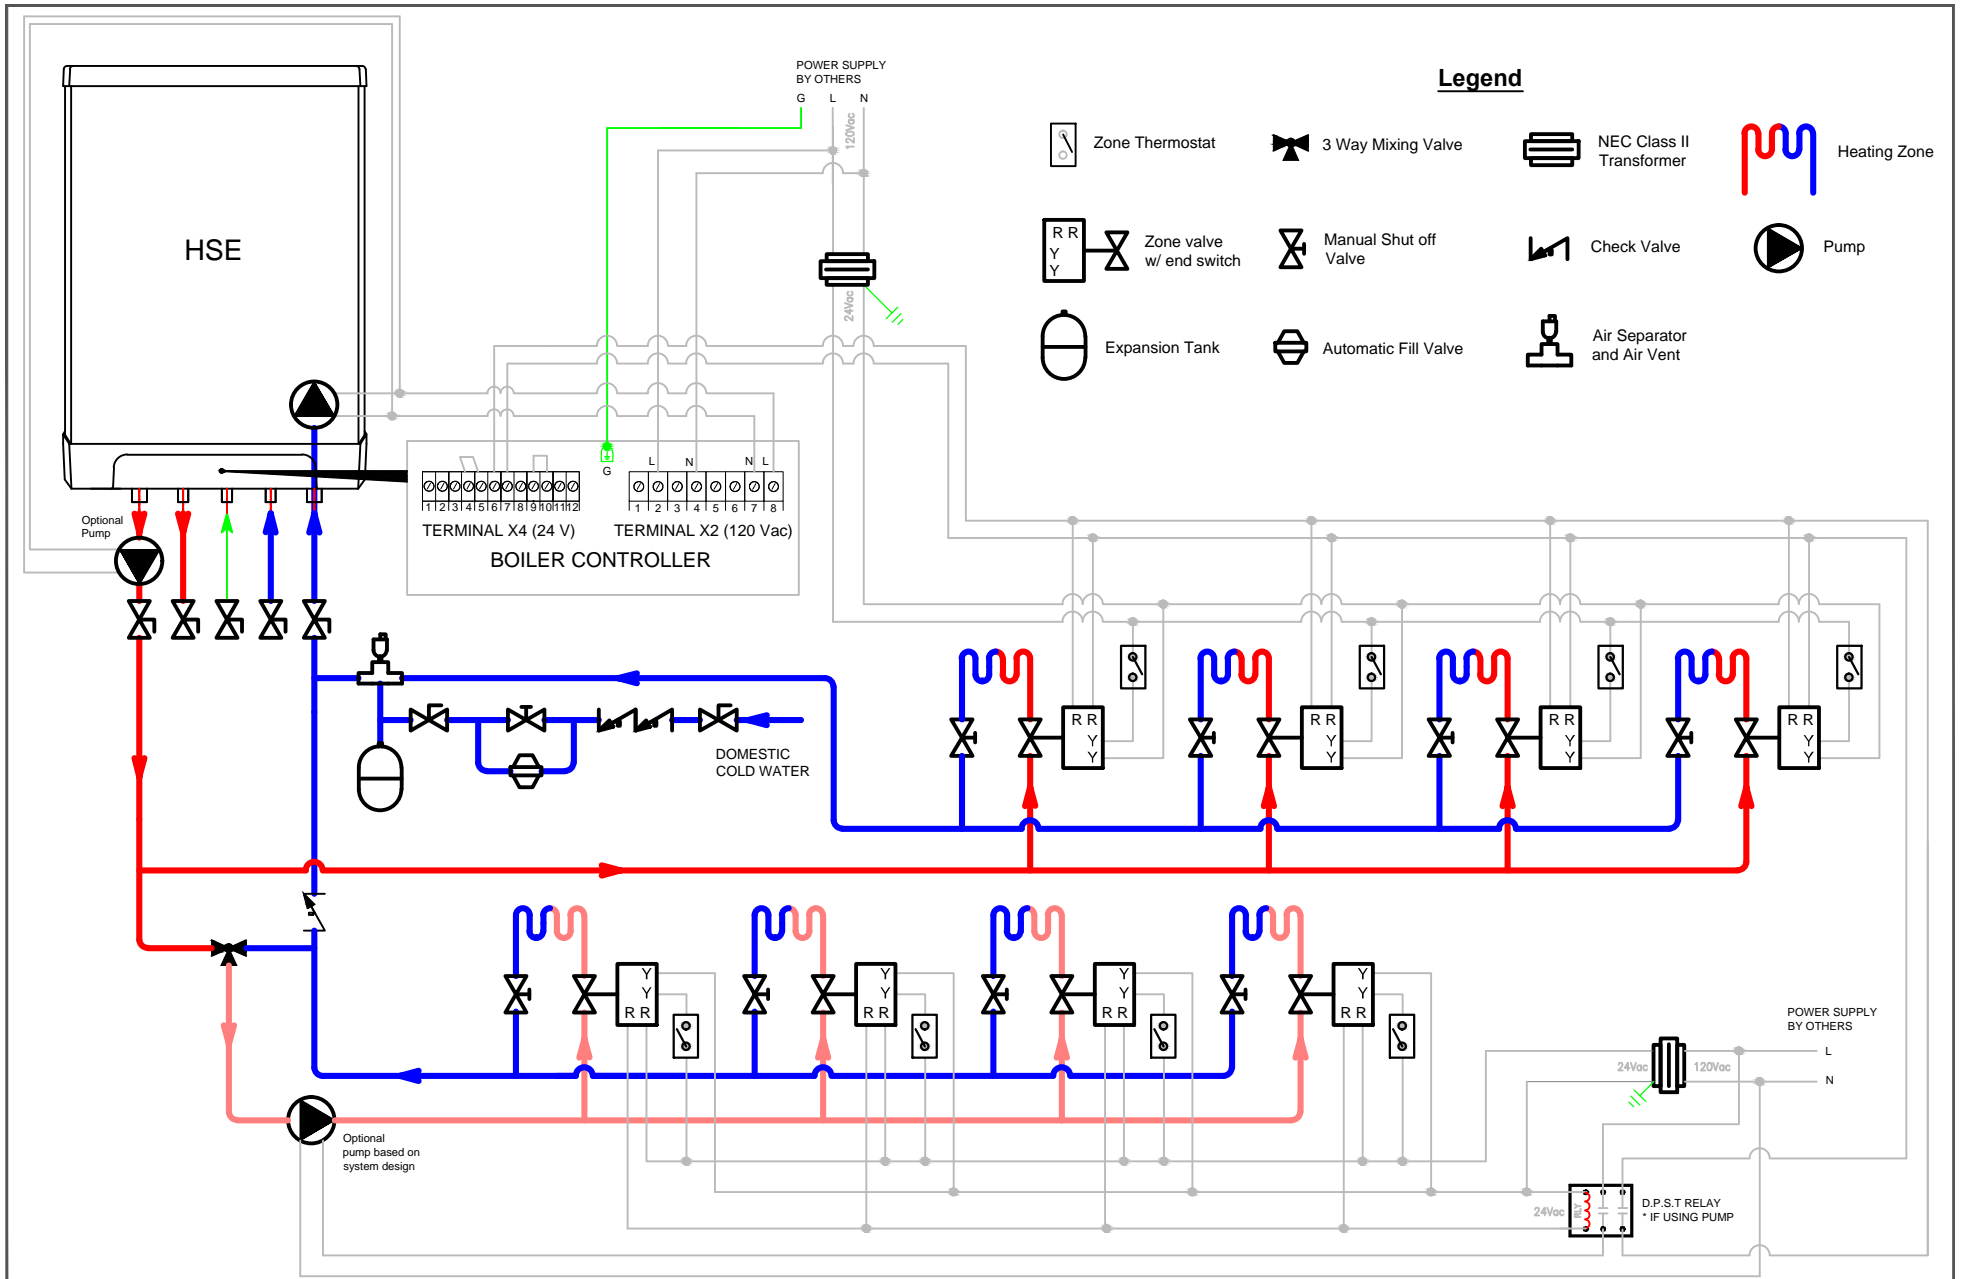 POWER SUPPLY
BY OTHERS
G L N
120Vac
24Vac
Legend
Zone Thermostat
3 Way Mixing Valve
NEC Class II
Transformer
Heating Zone
R R
Y
Y
Zone valve
w/ end switch
Manual Shut off
Valve
Check Valve
Pump
Expansion Tank
Automatic Fill Valve
Air Separator
and Air Vent
HSE
G
L N N L
1 2 3 4 5 6 7 8 9 10 11 12
1 2 3 4 5 6 7 8
TERMINAL X4 (24 V)
TERMINAL X2 (120 Vac)
BOILER CONTROLLER
Optional
Pump
DOMESTIC
COLD WATER
R R
Y
Y
R R
Y
Y
R R
Y
Y
R R
Y
Y
Y
Y
R R
Y
Y
R R
Y
Y
R R
Y
Y
R R
Optional
pump based on
system design
POWER SUPPLY
BY OTHERS
L
N
24Vac
120Vac
24Vac
RLY
D.P.S.T RELAY
* IF USING PUMP